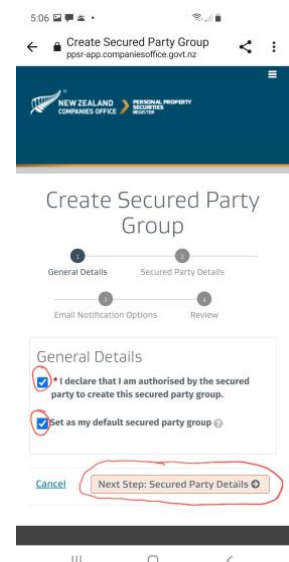 5:06
Create Secured Party Group
ppsr-app.companiesoffice.govt.nz
NEW ZEALAND
COMPANIES OFFICE
PERSONAL PROPERTY
SECURITIES
REGISTER
Create Secured Party
Group
1
2
General Details
Secured Party Details
3
4
Email Notification Options
Review
General Details
* I declare that I am authorised by the secured
party to create this secured party group.
Set as my default secured party group ?
Cancel
Next Step: Secured Party Details